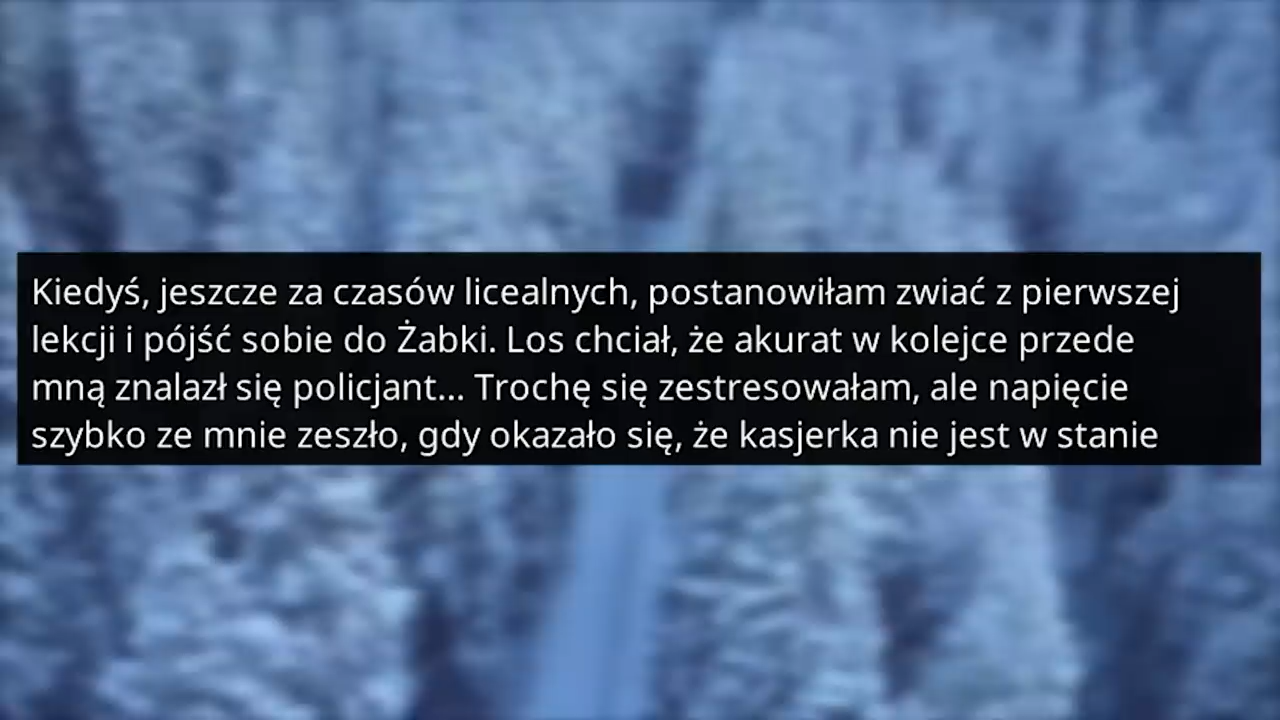 Kiedyś, jeszcze za czasów licealnych, postanowiłam zwiać z pierwszej
lekcji i pójść sobie do Żabki. Los chciał, że akurat w kolejce przede
mną znalazł się policjant... Trochę się zestresowałam, ale napięcie
szybko ze mnie zeszło, gdy okazało się, że kasjerka nie jest w stanie